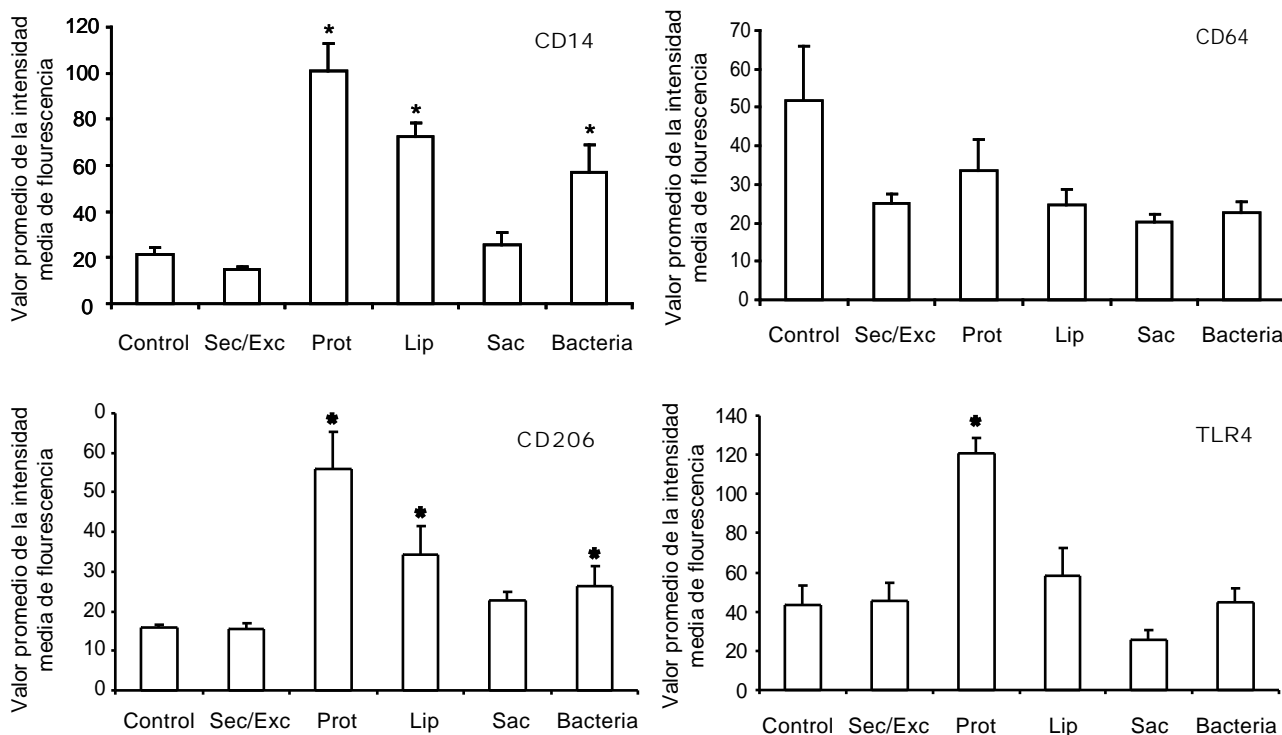 Valor promedio de la intensidad
media de flourescencia
120
100
80
60
40
20
0
*
*
*
CD14
Control Sec/Exc Prot Lip Sac Bacteria
Valor promedio de la intensidad
media de flourescencia
70
60
50
40
30
20
10
0
CD64
Control Sec/Exc Prot Lip Sac Bacteria
Valor promedio de la intensidad
media de flourescencia
0
60
50
40
30
20
10
0
*
*
*
CD206
Control Sec/Exc Prot Lip Sac Bacteria
Valor promedio de la intensidad
media de flourescencia
140
120
100
80
60
40
20
0
*
TLR4
Control Sec/Exc Prot Lip Sac Bacteria